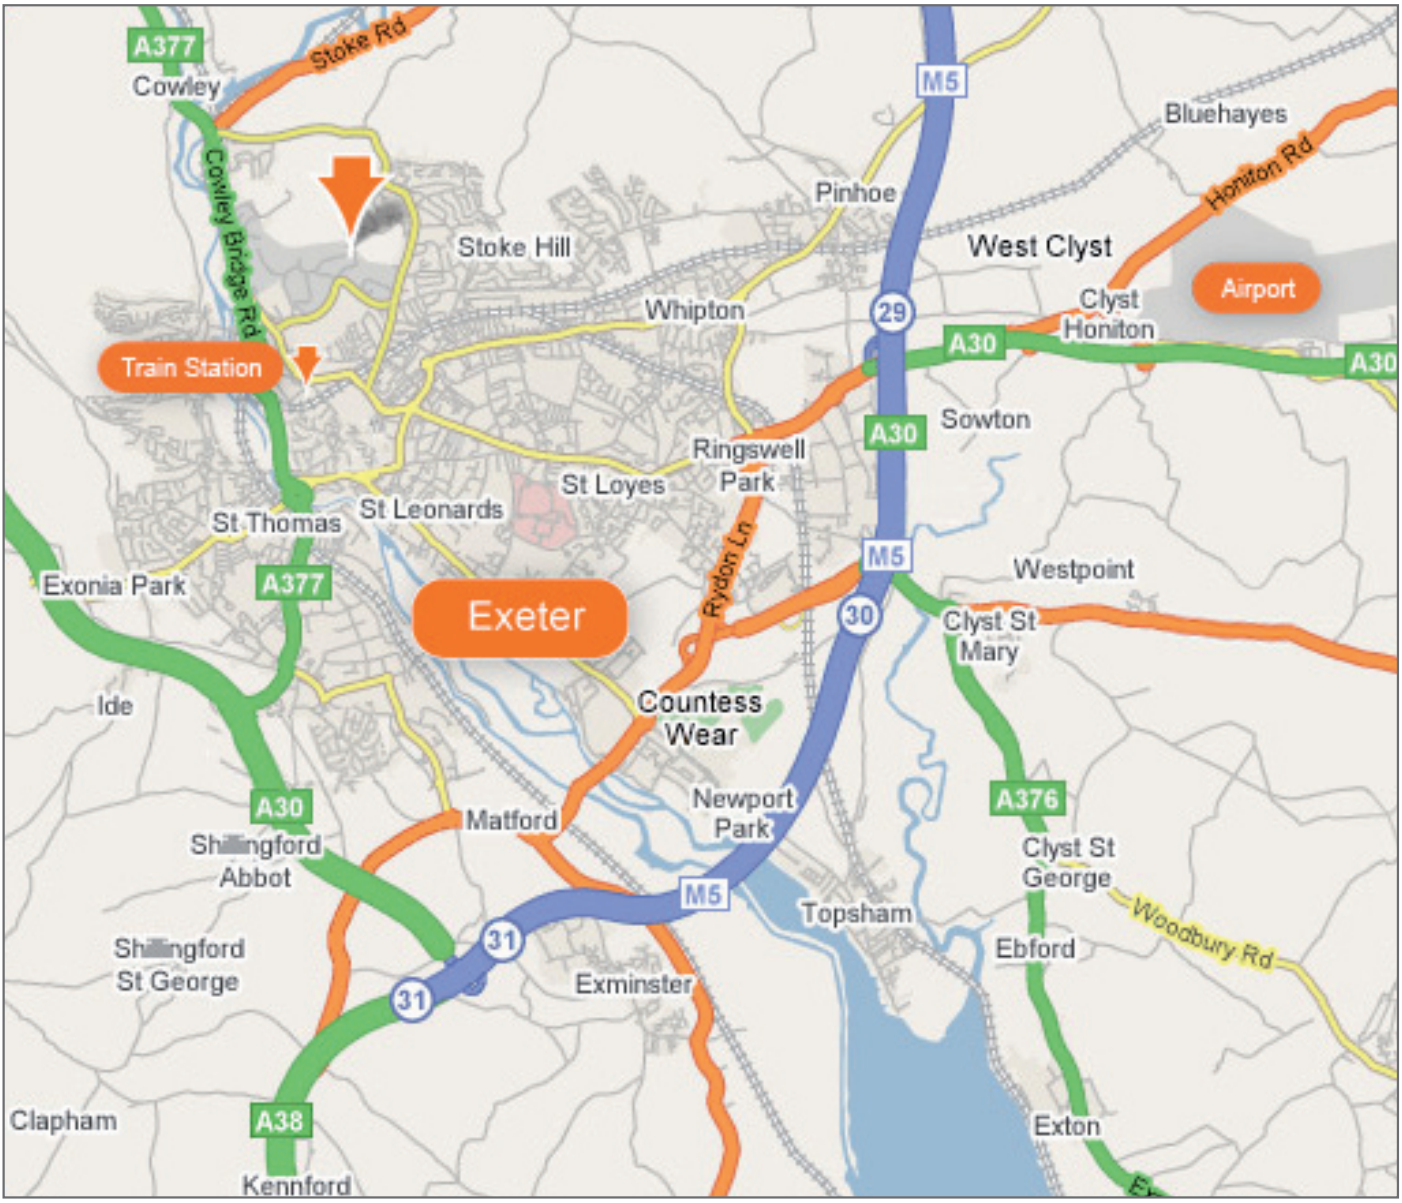 A377
Stoke Rd
M5
Cowley
Bluehayes
Honiton Rd
Cowley Bridge Rd
Pinhoe
Stoke Hill
West Clyst
Airport
Whipton
29
Clyst
Honiton
A30
A30
Train Station
A30
Sowton
Ringswell
Park
St Loyes
St Thomas
St Leonards
Rydon Ln
M5
Westpoint
Exonia Park
A377
Exeter
30
Clyst St
Mary
Ide
Countess
Wear
A30
Matford
Newport
Park
A376
Shillingford
Abbot
Clyst St
George
M5
Topsham
Woodbury Rd
Shillingford
St George
31
Ebford
31
Exminster
Clapham
A38
Exton
Kennford